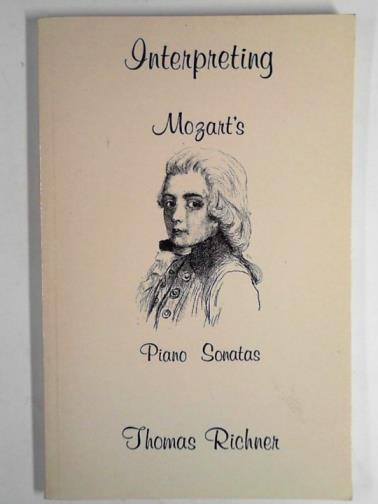 Interpreting
Mozart's
Piano Sonatas
Thomas Richner